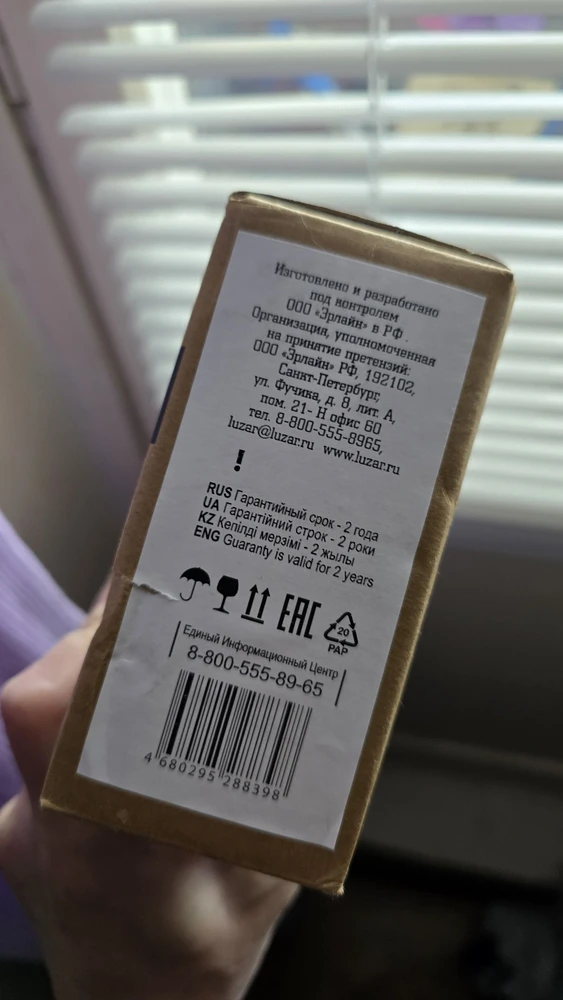 Изготовлено и разработано
под контролем
ООО «Эрлайн» в РФ.
Организация, уполномоченная
на принятие претензий:
ООО «Эрлайн» РФ, 192102,
Санкт-Петербург,
ул. Фучика, д. 8, лит. А,
пом. 21- Н офис 60
тел. 8-800-555-8965,
luzar@luzar.ru www.luzar.ru
!
RUS Гарантийный срок - 2 года
UA Гарантійний строк - 2 роки
KZ Кепілді мерзімі - 2 жылы
ENG Guaranty is valid for 2 years
EAC
20
PAP
Единый Информационный Центр
8-800-555-89-65
4 680295 288398